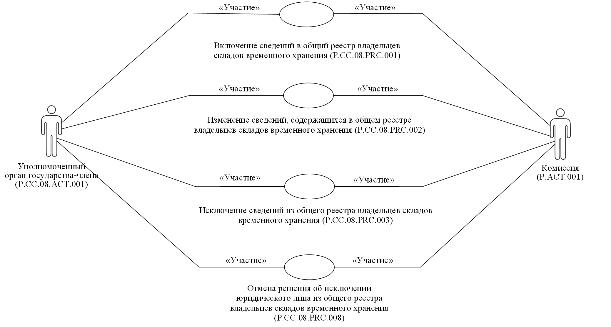 «Участие» «Участие»
Включение сведений в общий реестр владельцев
складов временного хранения (P.CC.08.PRC.001)
«Участие» «Участие»
Изменение сведений, содержащихся в общем реестре
владельцев складов временного хранения (P.CC.08.PRC.002)
Уполномоченный
орган государства-члена
(P.CC.08.ACT.001)
Комиссия
(P.ACT.001)
«Участие» «Участие»
Исключение сведений из общего реестра владельцев складов
временного хранения (P.CC.08.PRC.003)
«Участие» «Участие»
Отмена решения об исключении
юридического лица из общего реестра
владельцев складов временного хранения
(P.CC.08.PRC.008)